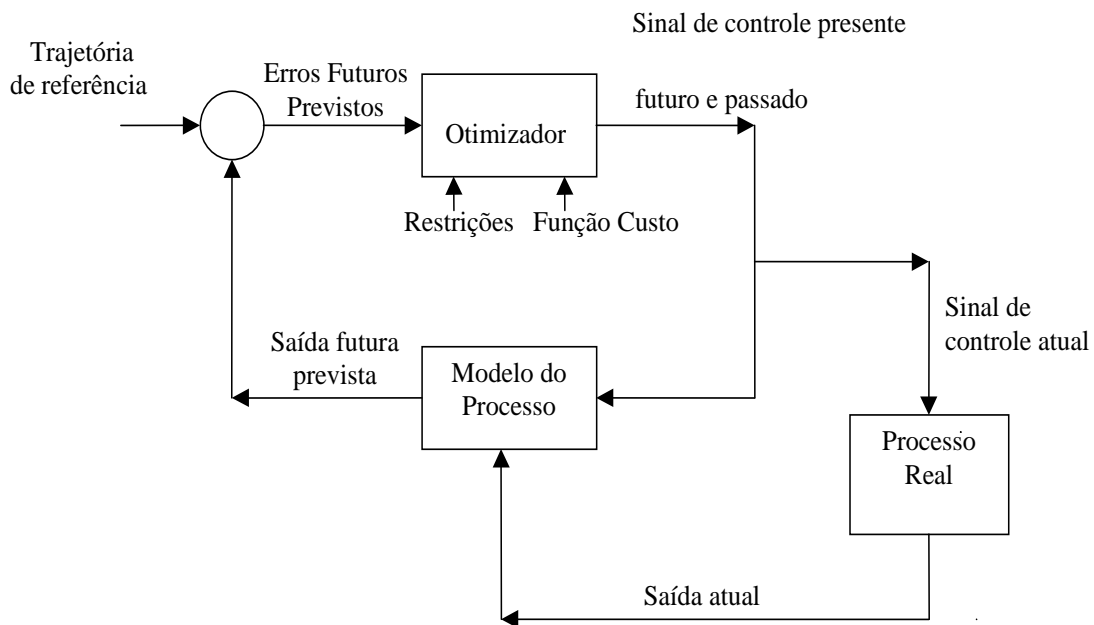 Sinal de controle presente
Trajetória
de referência
Erros Futuros
Previstos
Otimizador
futuro e passado
Restrições
Função Custo
Sinal de
controle atual
Saída futura
prevista
Modelo do
Processo
Processo
Real
Saída atual